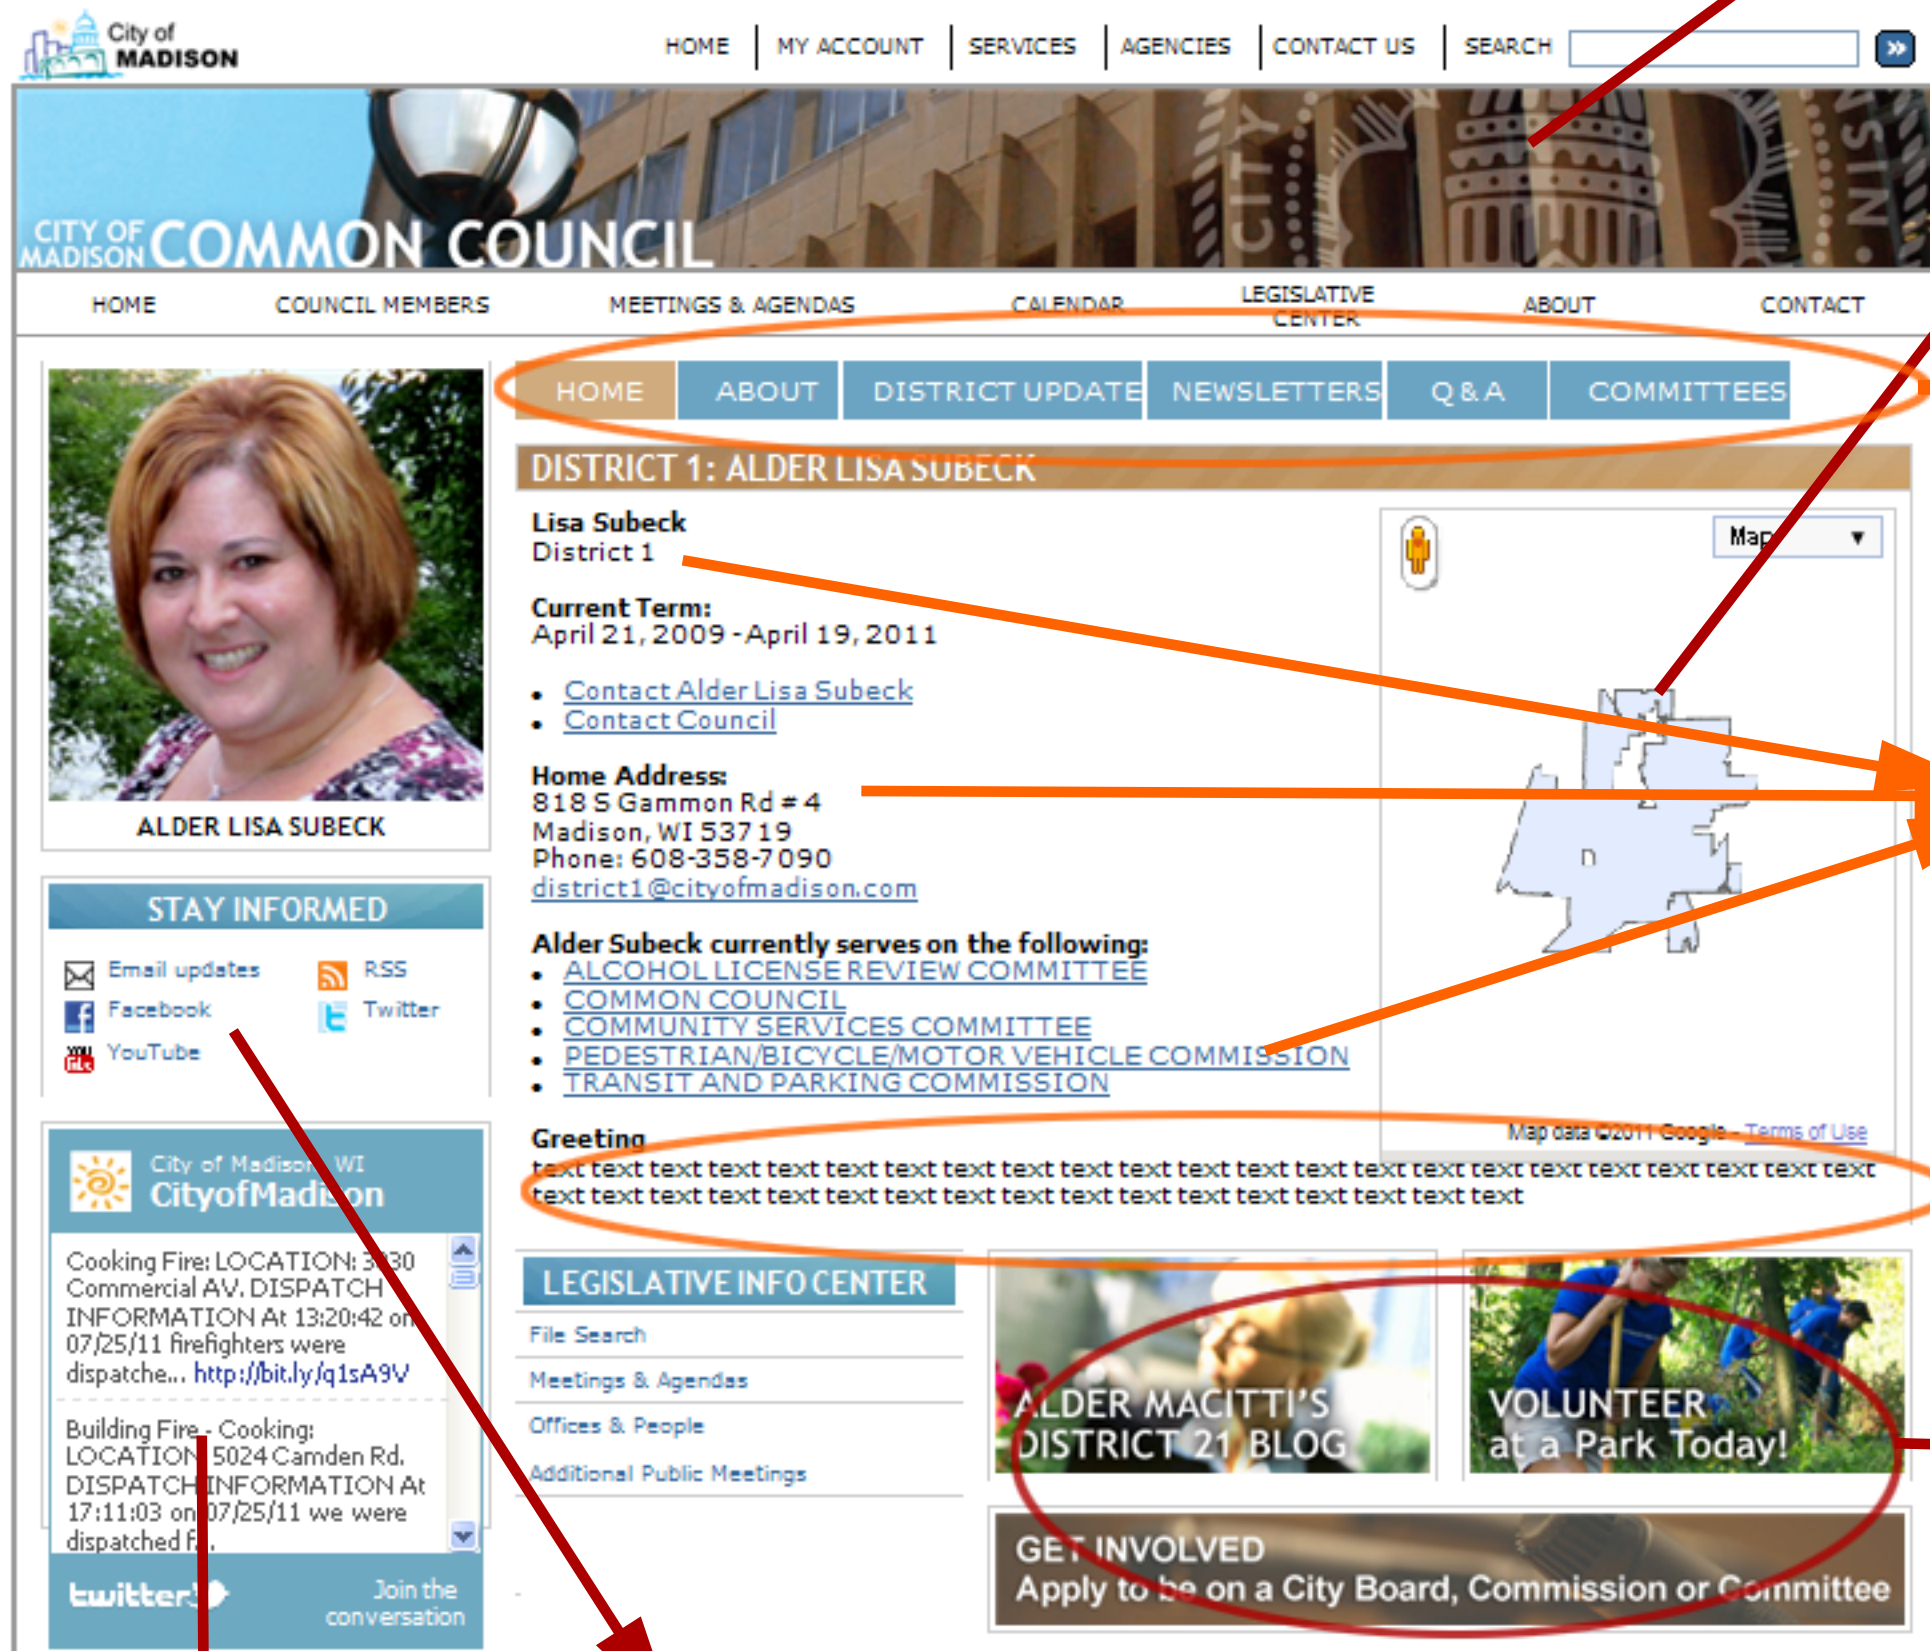 City of
MADISON
HOME MY ACCOUNT SERVICES AGENCIES CONTACT US SEARCH
CITY
SIN
CITY OF
MADISON COMMON COUNCIL
HOME COUNCIL MEMBERS MEETINGS & AGENDAS CALENDAR LEGISLATIVE CENTER ABOUT CONTACT
HOME ABOUT DISTRICT UPDATE NEWSLETTERS Q & A COMMITTEES
ALDER LISA SUBECK
DISTRICT 1: ALDER LISA SUBECK
Lisa Subeck
District 1
Current Term:
April 21, 2009 - April 19, 2011
• Contact Alder Lisa Subeck
• Contact Council
Home Address:
818 S Gammon Rd # 4
Madison, WI 53719
Phone: 608-358-7090
district1@cityofmadison.com
Alder Subeck currently serves on the following:
• ALCOHOL LICENSE REVIEW COMMITTEE
• COMMON COUNCIL
• COMMUNITY SERVICES COMMITTEE
• PEDESTRIAN/BICYCLE/MOTOR VEHICLE COMMISSION
• TRANSIT AND PARKING COMMISSION
Map
Map data ©2011 Google - Terms of Use
Greeting
text text text text text text text text text text text text text text text text text text text text text text text
text text text text text text text text text text text text text text text text text
STAY INFORMED
Email updates RSS
Facebook Twitter
YouTube
City of Madison, WI
CityofMadison
Cooking Fire: LOCATION: 3030
Commercial AV. DISPATCH
INFORMATION At 13:20:42 on
07/25/11 firefighters were
dispatche... http://bit.ly/q1sA9V
Building Fire - Cooking:
LOCATION: 5024 Camden Rd.
DISPATCH INFORMATION At
17:11:03 on 07/25/11 we were
dispatched f...
twitter
Join the
conversation
LEGISLATIVE INFO CENTER
File Search
Meetings & Agendas
Offices & People
Additional Public Meetings
ALDER MACITTI'S
DISTRICT 21 BLOG
VOLUNTEER
at a Park Today!
GET INVOLVED
Apply to be on a City Board, Commission or Committee